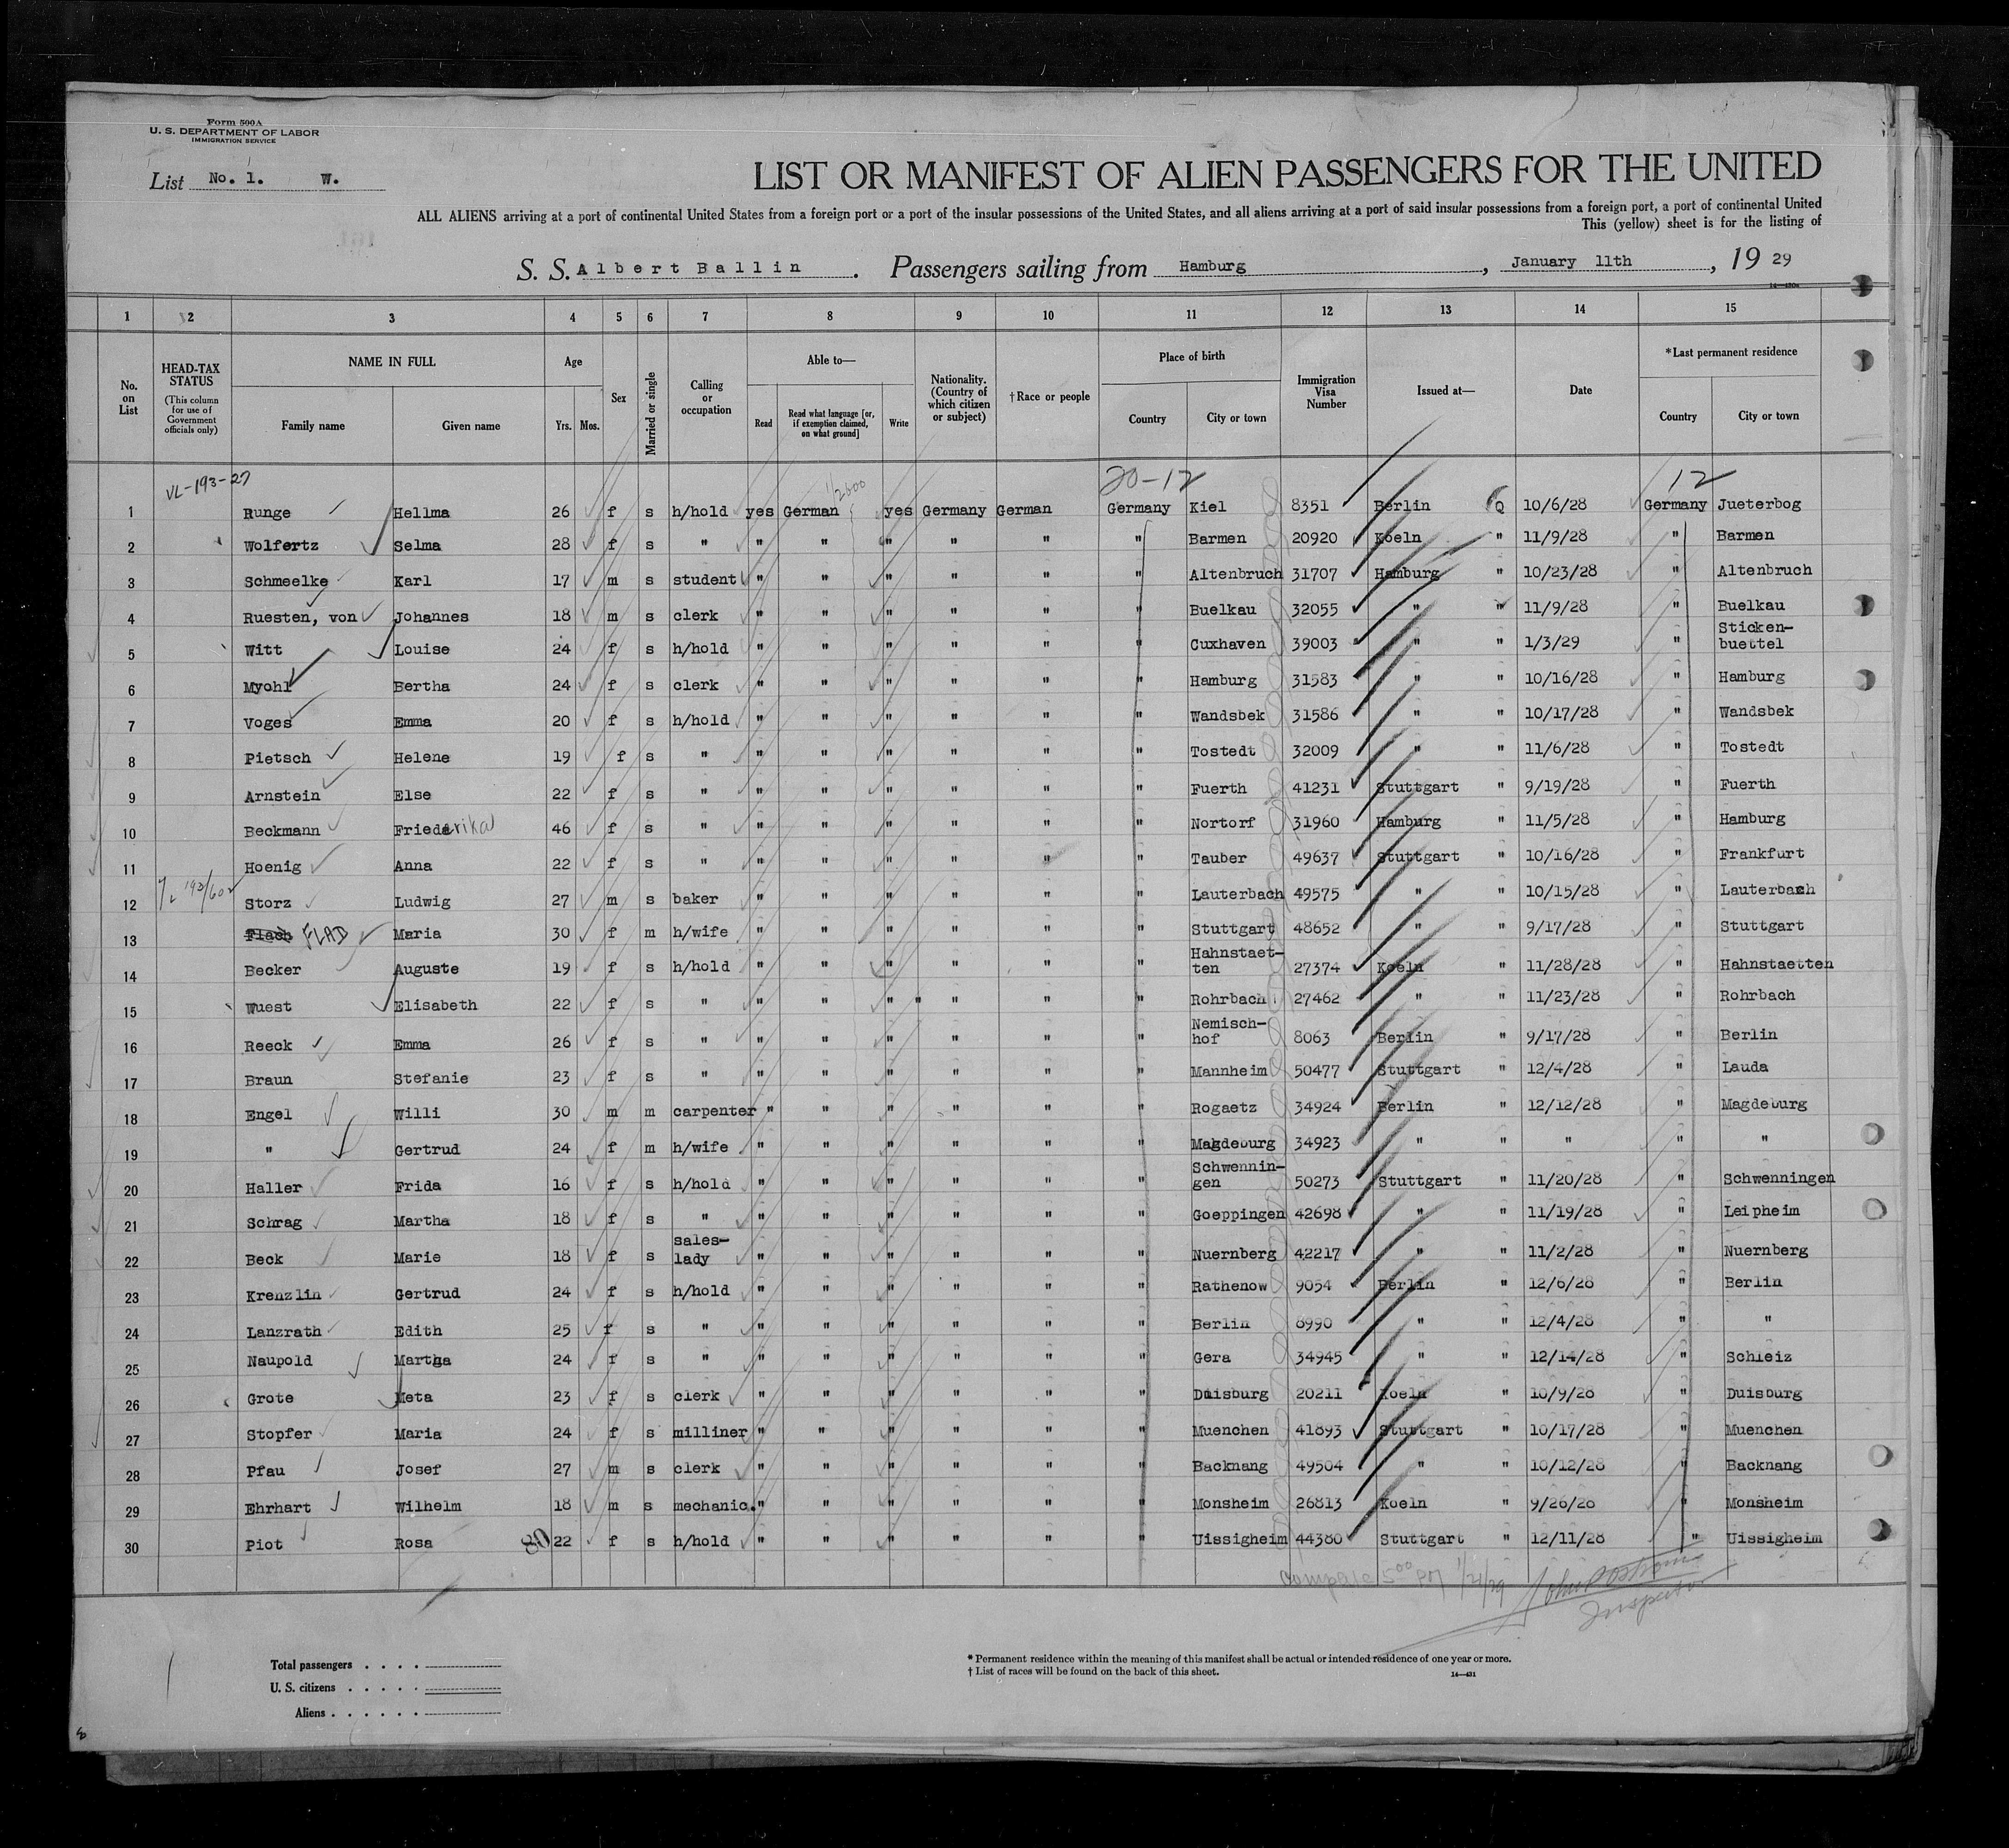 Form 500A
U. S. DEPARTMENT OF LABOR
IMMIGRATION SERVICE
List No. 1. W.
LIST OR MANIFEST OF ALIEN PASSENGERS FOR THE UNITED
ALL ALIENS arriving at a port of continental United States from a foreign port or a port of the insular possessions of the United States, and all aliens arriving at a port of said insular possessions from a foreign port, a port of continental United
This (yellow) sheet is for the listing of
S. S. Albert Ballin . Passengers sailing from Hamburg , January 11th , 19 29
14—430a
1 2 3 4 5 6 7 8 9 10 11 12 13 14 15
No. on List
HEAD-TAX STATUS (This column for use of Government officials only)
NAME IN FULL
Family name Given name
Age
Yrs. Mos.
Sex
Married or single
Calling or occupation
Able to—
Read Read what language [or, if exemption claimed, on what ground] Write
Nationality. (Country of which citizen or subject)
†Race or people
Place of birth
Country City or town
Immigration Visa Number
Issued at—
Date
*Last permanent residence
Country City or town
VL-193-27 20-12 12
1 Runge Hellma 26 f s h/hold yes German yes Germany German Germany Kiel 8351 Berlin Q 10/6/28 Germany Jueterbog
2 Wolfertz Selma 28 f s " " " " " " " Barmen 20920 Koeln " 11/9/28 " Barmen
3 Schmeelke Karl 17 m s student " " " " " " Altenbruch 31707 Hamburg " 10/23/28 " Altenbruch
4 Ruesten, von Johannes 18 m s clerk " " " " " " Buelkau 32055 " " 11/9/28 " Buelkau
5 Witt Louise 24 f s h/hold " " " " " " Cuxhaven 39003 " " 1/3/29 " Sticken-buettel
6 Myohl Bertha 24 f s clerk " " " " " " Hamburg 31583 " " 10/16/28 " Hamburg
7 Voges Emma 20 f s h/hold " " " " " " Wandsbek 31586 " " 10/17/28 " Wandsbek
8 Pietsch Helene 19 f s " " " " " " " Tostedt 32009 " " 11/6/28 " Tostedt
9 Arnstein Else 22 f s " " " " " " " Fuerth 41231 Stuttgart " 9/19/28 " Fuerth
10 Beckmann Friederika 46 f s " " " " " " " Nortorf 31960 Hamburg " 11/5/28 " Hamburg
11 Hoenig Anna 22 f s " " " " " " " Tauber 49637 Stuttgart " 10/16/28 " Frankfurt
12 Storz Ludwig 27 m s baker " " " " " " Lauterbach 49575 " " 10/15/28 " Lauterbach
13 Flach FLAD Maria 30 f m h/wife " " " " " " Stuttgart 48652 " " 9/17/28 " Stuttgart
14 Becker Auguste 19 f s h/hold " " " " " " Hahnstaet-ten 27374 Koeln " 11/28/28 " Hahnstaetten
15 Wuest Elisabeth 22 f s " " " " " " " Rohrbach 27462 " " 11/23/28 " Rohrbach
16 Reeck Emma 26 f s " " " " " " " Nemisch-hof 8063 Berlin " 9/17/28 " Berlin
17 Braun Stefanie 23 f s " " " " " " " Mannheim 50477 Stuttgart " 12/4/28 " Lauda
18 Engel Willi 30 m m carpenter " " " " " " Rogaetz 34924 Berlin " 12/12/28 " Magdeburg
19 " Gertrud 24 f m h/wife " " " " " " Magdeburg 34923 " " " " "
20 Haller Frida 16 f s h/hold " " " " " " Schwennin-gen 50273 Stuttgart " 11/20/28 " Schwenningen
21 Schrag Martha 18 f s " " " " " " " Goeppingen 42698 " " 11/19/28 " Leipheim
22 Beck Marie 18 f s sales-lady " " " " " " Nuernberg 42217 " " 11/2/28 " Nuernberg
23 Krenzlin Gertrud 24 f s h/hold " " " " " " Rathenow 9054 Berlin " 12/6/28 " Berlin
24 Lanzrath Edith 25 f s " " " " " " " Berlin 8990 " " 12/4/28 " "
25 Naupold Martha 24 f s " " " " " " " Gera 34945 " " 12/14/28 " Schleiz
26 Grote Meta 23 f s clerk " " " " " " Duisburg 20211 Koeln " 10/9/28 " Duisburg
27 Stopfer Maria 24 f s milliner " " " " " " Muenchen 41893 Stuttgart " 10/17/28 " Muenchen
28 Pfau Josef 27 m s clerk " " " " " " Backnang 49504 " " 10/12/28 " Backnang
29 Ehrhart Wilhelm 18 m s mechanic. " " " " " " Monsheim 26813 Koeln " 9/26/28 " Monsheim
30 Piot Rosa 22 f s h/hold " " " " " " Uissigheim 44380 Stuttgart " 12/11/28 " Uissigheim
1/21/29
Inspector
Total passengers . . . .
U. S. citizens . . . . .
Aliens . . . . . .
* Permanent residence within the meaning of this manifest shall be actual or intended residence of one year or more.
† List of races will be found on the back of this sheet. 14—431